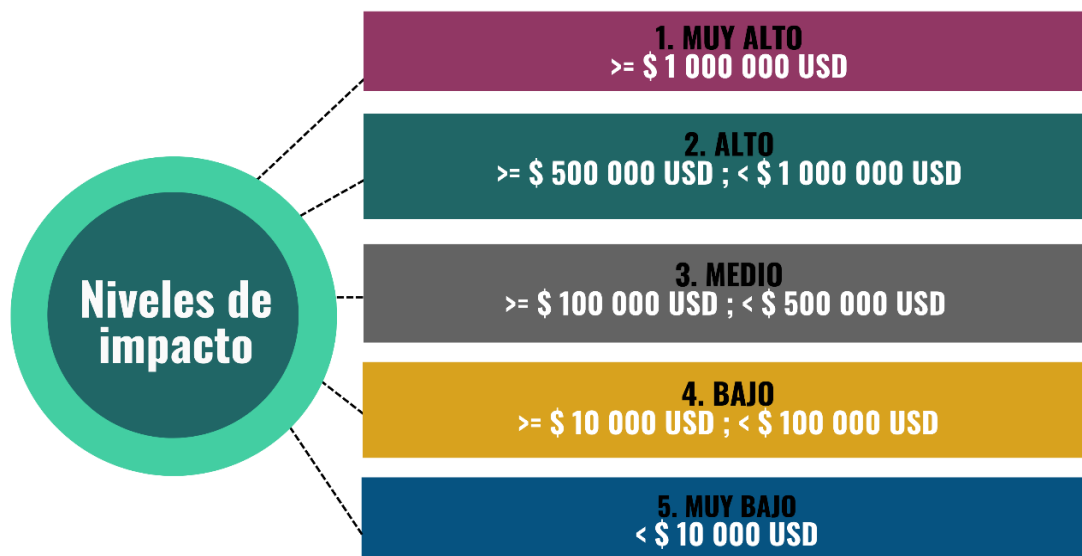 Niveles de
impacto
1. MUY ALTO
>= $ 1 000 000 USD
2. ALTO
>= $ 500 000 USD ; < $ 1 000 000 USD
3. MEDIO
>= $ 100 000 USD ; < $ 500 000 USD
4. BAJO
>= $ 10 000 USD ; < $ 100 000 USD
5. MUY BAJO
< $ 10 000 USD